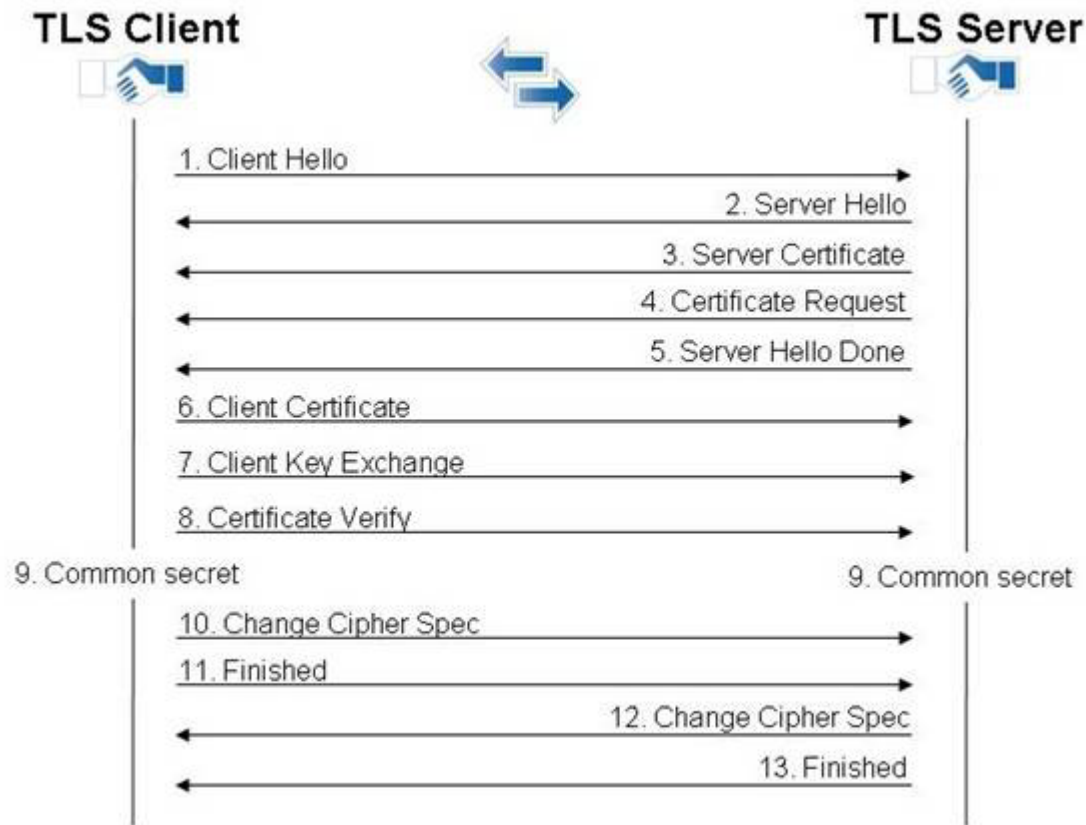 TLS Client
TLS Server
1. Client Hello
2. Server Hello
3. Server Certificate
4. Certificate Request
5. Server Hello Done
6. Client Certificate
7. Client Key Exchange
8. Certificate Verify
9. Common secret
9. Common secret
10. Change Cipher Spec
11. Finished
12. Change Cipher Spec
13. Finished